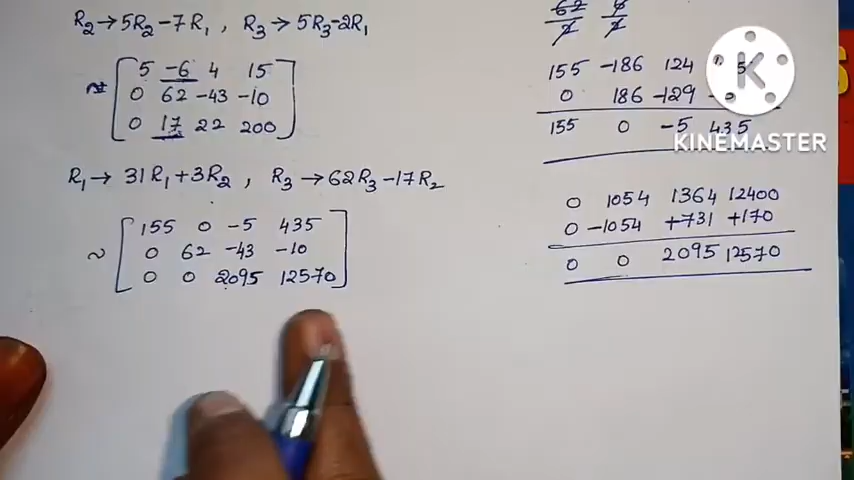 R₂→5R₂-7R₁ , R₃→5R₃-2R₁
≈ [5 -6 4 15
0 62 -43 -10
0 17 22 200]
R₁→ 31R₁+3R₂ , R₃→62R₃-17R₂
~ [155 0 -5 435
0 62 -43 -10
0 0 2095 12570]
62
2 2
155 -186 124
0 186 -129
155 0 -5 435
0 1054 1364 12400
0 -1054 +731 +170
0 0 2095 12570
K
KINEMASTER